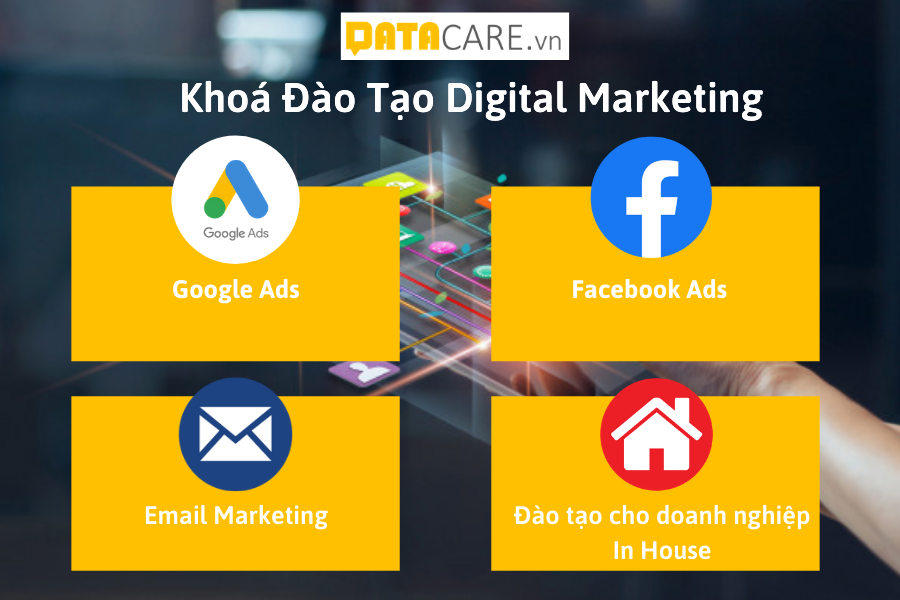 DATACARE.vn
Khoá Đào Tạo Digital Marketing
Google Ads
Google Ads
Facebook Ads
Email Marketing
Đào tạo cho doanh nghiệp
In House